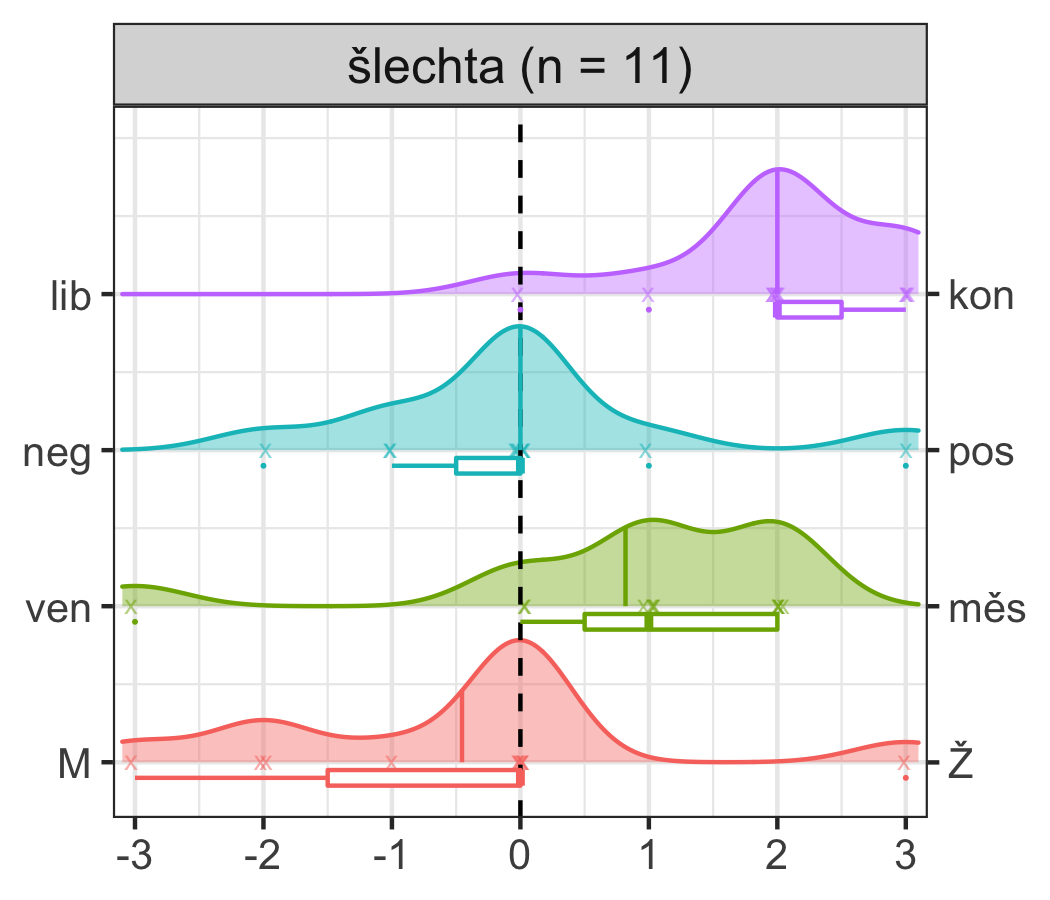 šlechta (n = 11)
lib kon
neg pos
ven měs
M Ž
-3 -2 -1 0 1 2 3